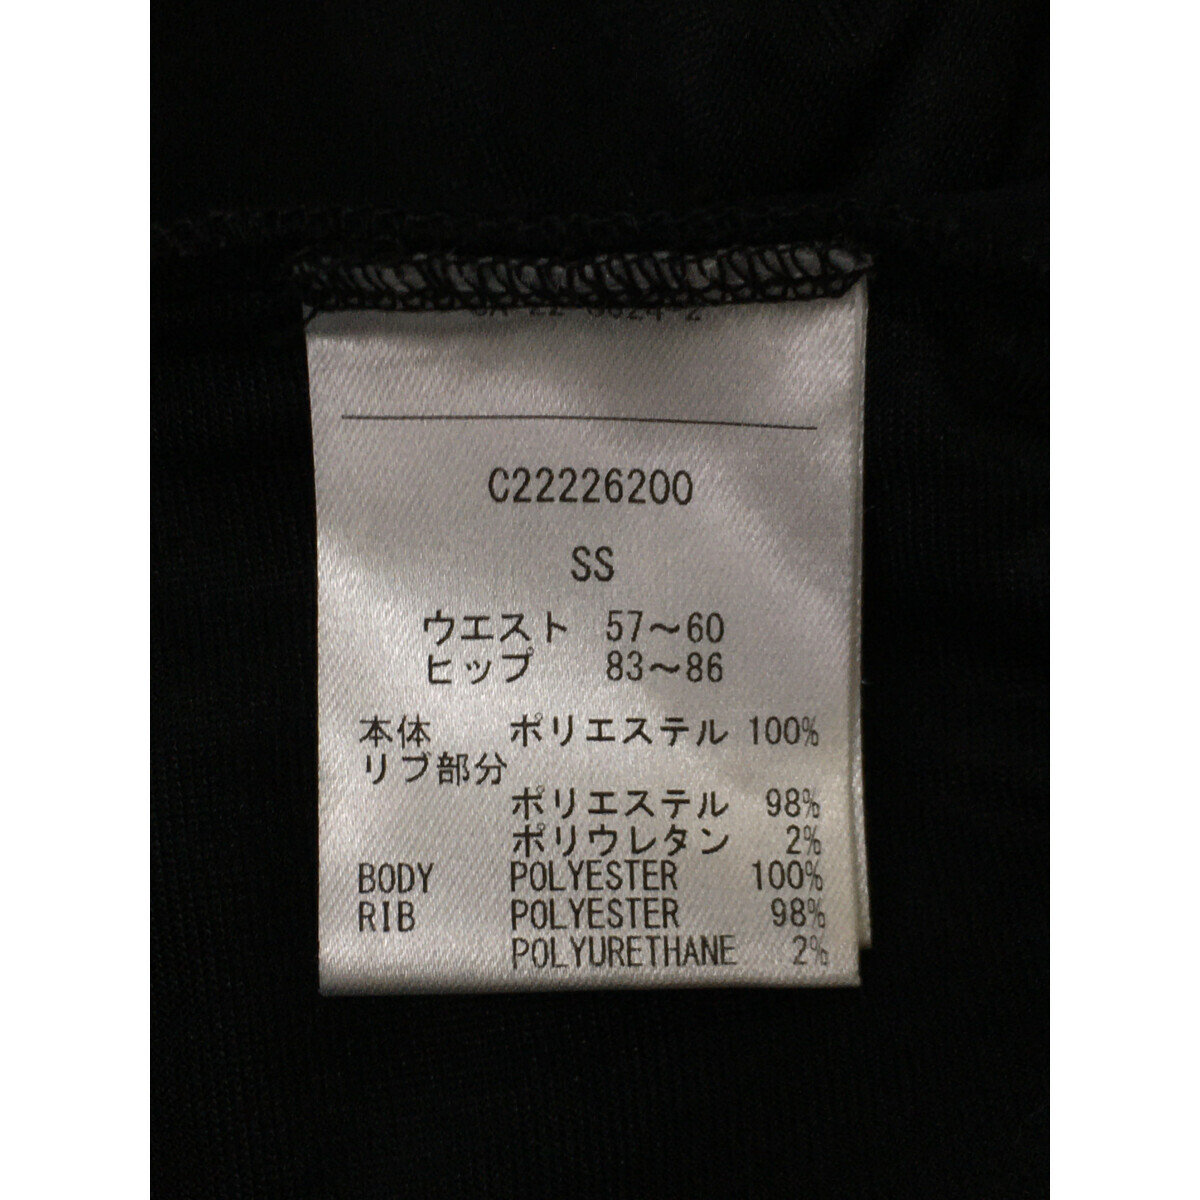 C22226200
SS
ウエスト 57〜60
ヒップ 83〜86
本体 ポリエステル 100%
リブ部分
ポリエステル 98%
ポリウレタン 2%
BODY POLYESTER 100%
RIB POLYESTER 98%
POLYURETHANE 2%